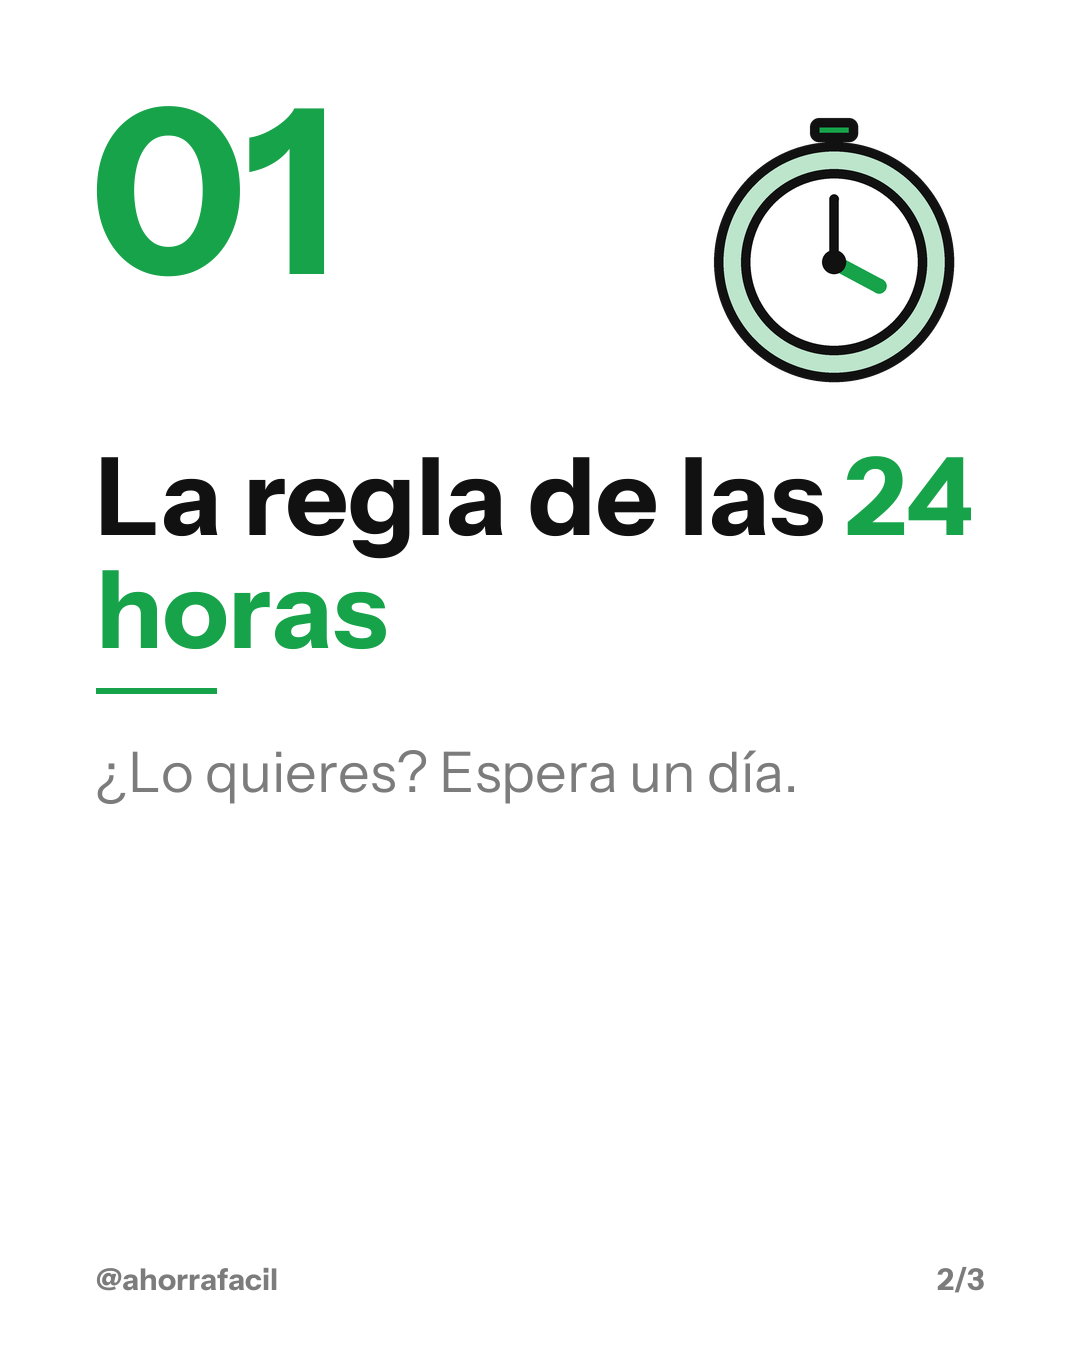 01
La regla de las 24
horas
¿Lo quieres? Espera un día.
@ahorrafacil
2/3